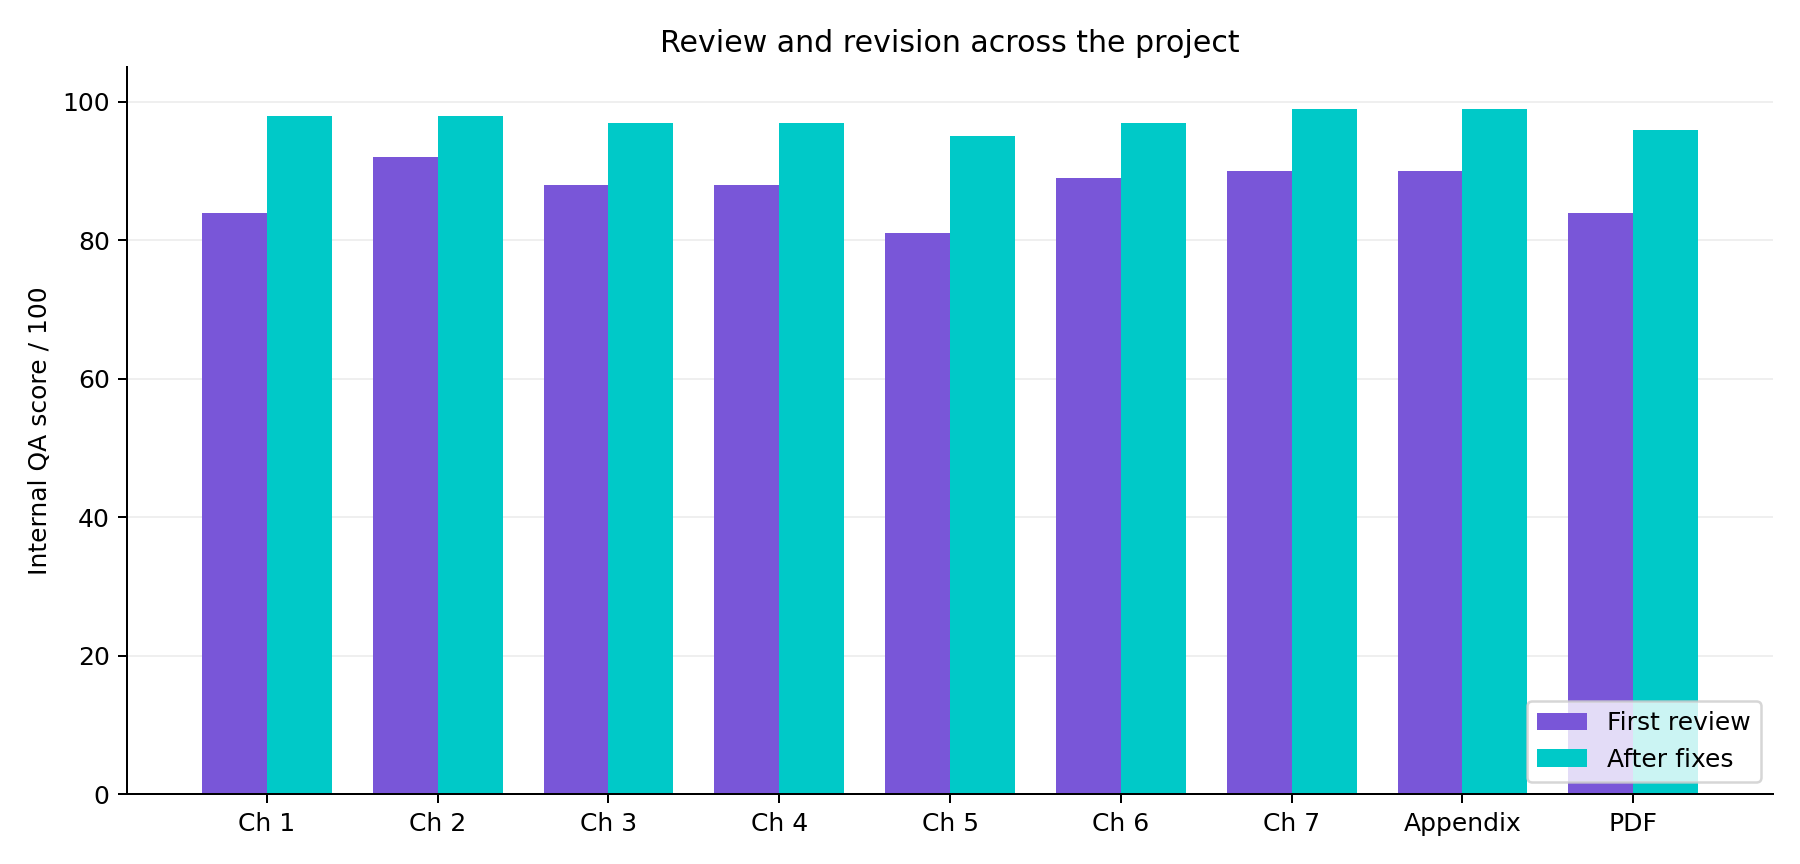 Review and revision across the project
Internal QA score / 100
100
80
60
40
20
0
Ch 1
Ch 2
Ch 3
Ch 4
Ch 5
Ch 6
Ch 7
Appendix
PDF
First review
After fixes